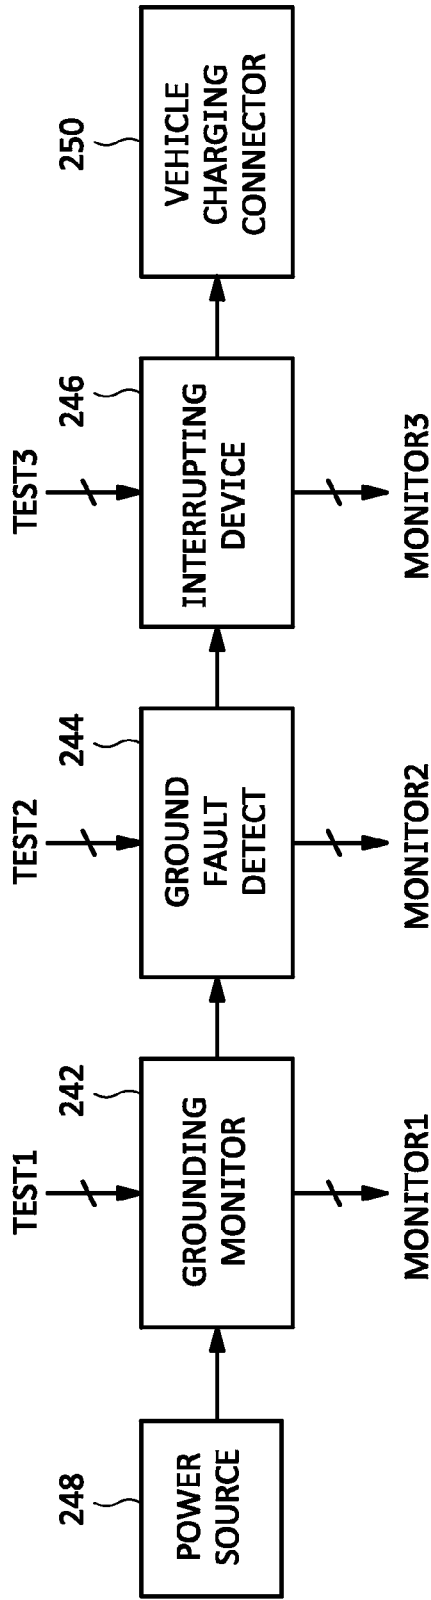 TEST1
TEST2
TEST3
248
242
244
246
250
POWER
SOURCE
GROUNDING
MONITOR
GROUND
FAULT
DETECT
INTERRUPTING
DEVICE
VEHICLE
CHARGING
CONNECTOR
MONITOR1
MONITOR2
MONITOR3